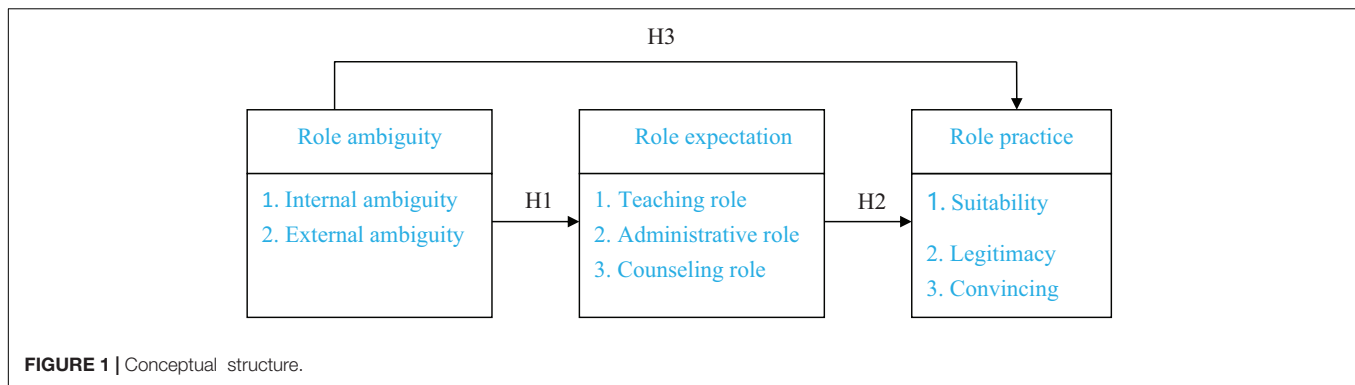 H3
Role ambiguity
1. Internal ambiguity
2. External ambiguity
H1
Role expectation
1. Teaching role
2. Administrative role
3. Counseling role
H2
Role practice
1. Suitability
2. Legitimacy
3. Convincing
FIGURE 1 | Conceptual structure.